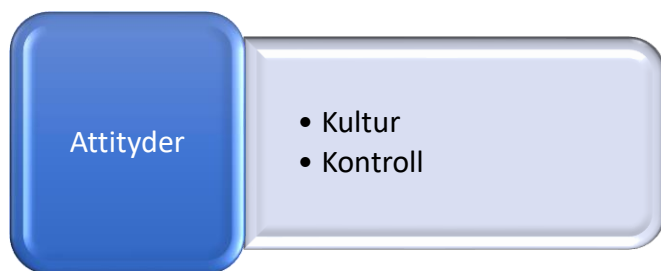 Attityder
• Kultur
• Kontroll